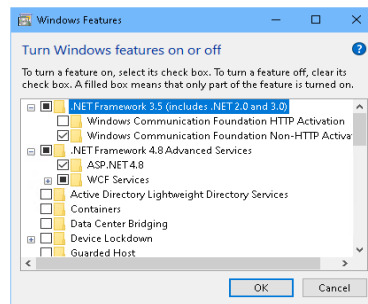 Windows Features
Turn Windows features on or off
To turn a feature on, select its check box. To turn a feature off, clear its
check box. A filled box means that only part of the feature is turned on.
.NET Framework 3.5 (includes .NET 2.0 and 3.0)
Windows Communication Foundation HTTP Activation
Windows Communication Foundation Non-HTTP Activa
.NET Framework 4.8 Advanced Services
ASP.NET 4.8
WCF Services
Active Directory Lightweight Directory Services
Containers
Data Center Bridging
Device Lockdown
Guarded Host
OK Cancel